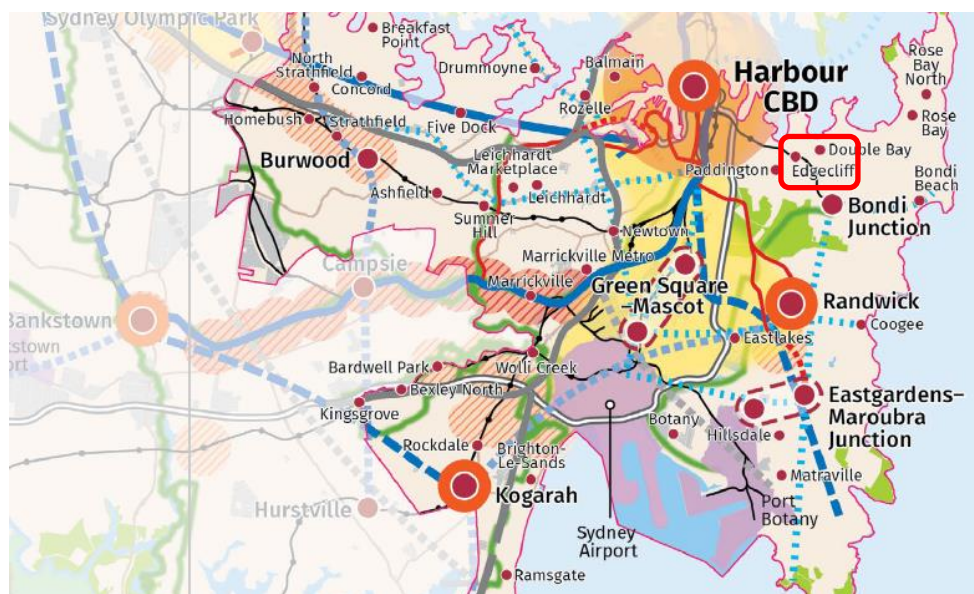 Sydney Olympic Park
Breakfast
Point
North
Strathfield
Drummoyne
Balmain
Harbour
CBD
Rose
Bay
North
Concord
Rozelle
Homebush
Strathfield
Five Dock
Rose
Bay
Double Bay
Burwood
Leichhardt
Marketplace
Paddington
Edgecliff
Bondi
Beach
Ashfield
Leichhardt
Bondi
Junction
Summer
Hill
Newtown
Campsie
Marrickville Metro
Marrickville
Green Square
–Mascot
Randwick
Bankstown
Coogee
kstown
ort
Eastlakes
Bardwell Park
Wolli Creek
Bexley North
Kingsgrove
Eastgardens–
Maroubra
Junction
Botany
Hillsdale
Rockdale
Brighton-
Le-Sands
Matraville
Kogarah
Port
Botany
Hurstville
Sydney
Airport
Ramsgate